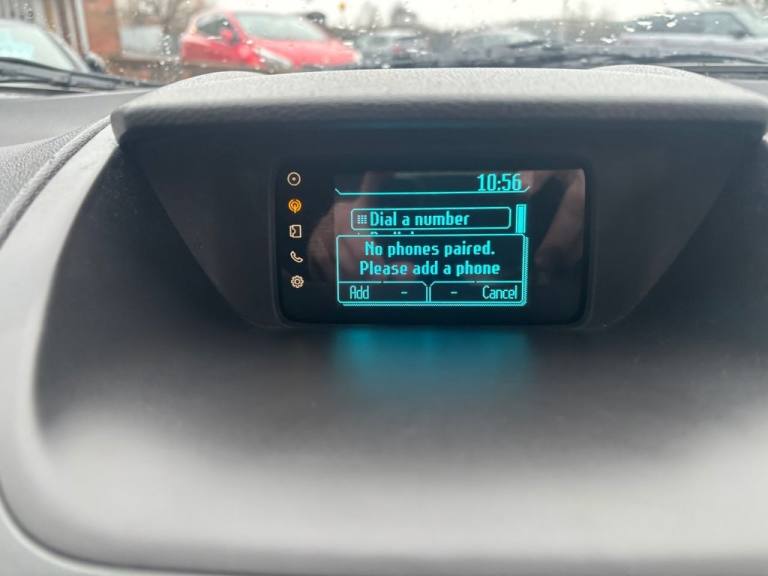 10:56
Dial a number
No phones paired.
Please add a phone
Add - - Cancel